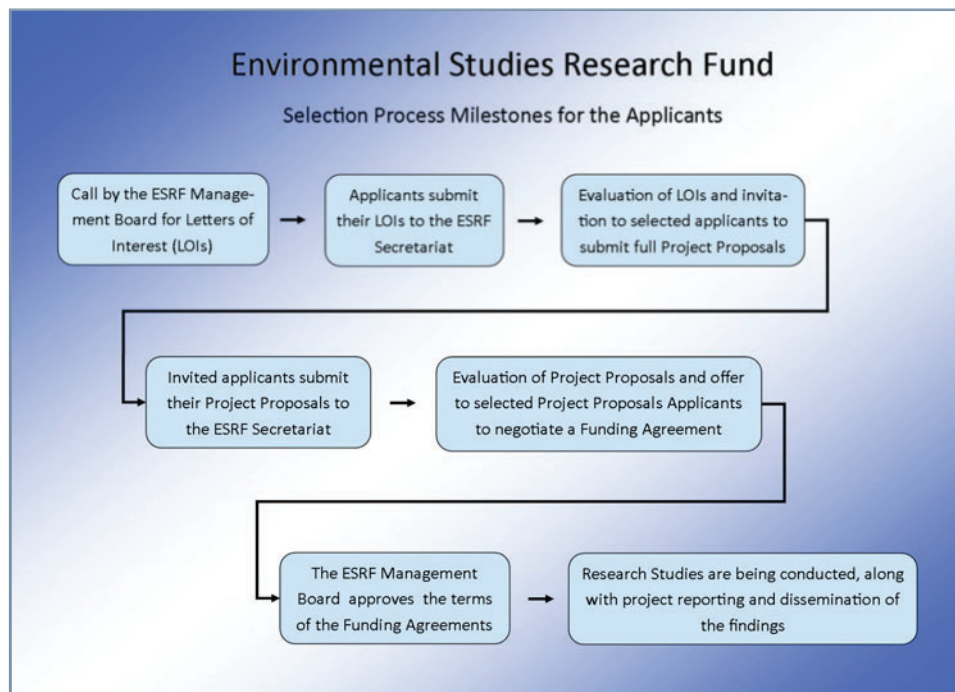 Environmental Studies Research Fund
Selection Process Milestones for the Applicants
Call by the ESRF Manage-
ment Board for Letters of
Interest (LOIs)
Applicants submit
their LOIs to the ESRF
Secretariat
Evaluation of LOIs and invita-
tion to selected applicants to
submit full Project Proposals
Invited applicants submit
their Project Proposals to
the ESRF Secretariat
Evaluation of Project Proposals and offer
to selected Project Proposals Applicants
to negotiate a Funding Agreement
The ESRF Management
Board approves the terms
of the Funding Agreements
Research Studies are being conducted, along
with project reporting and dissemination of
the findings